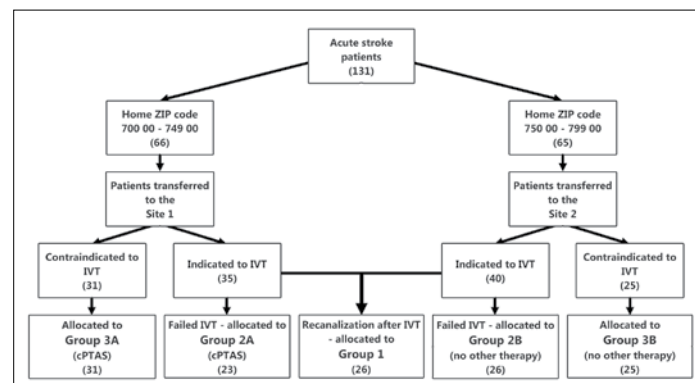 Acute stroke
patients
(131)
Home ZIP code
700 00 - 749 00
(66)
Home ZIP code
750 00 - 799 00
(65)
Patients transferred
to the
Site 1
Patients transferred
to the
Site 2
Contraindicated to
IVT
(31)
Indicated to IVT
(35)
Indicated to IVT
(40)
Contraindicated to
IVT
(25)
Allocated to
Group 3A
(cPTAS)
(31)
Failed IVT - allocated to
Group 2A
(cPTAS)
(23)
Recanalization after IVT
- allocated to
Group 1
(26)
Failed IVT - allocated to
Group 2B
(no other therapy)
(26)
Allocated to
Group 3B
(no other therapy)
(25)